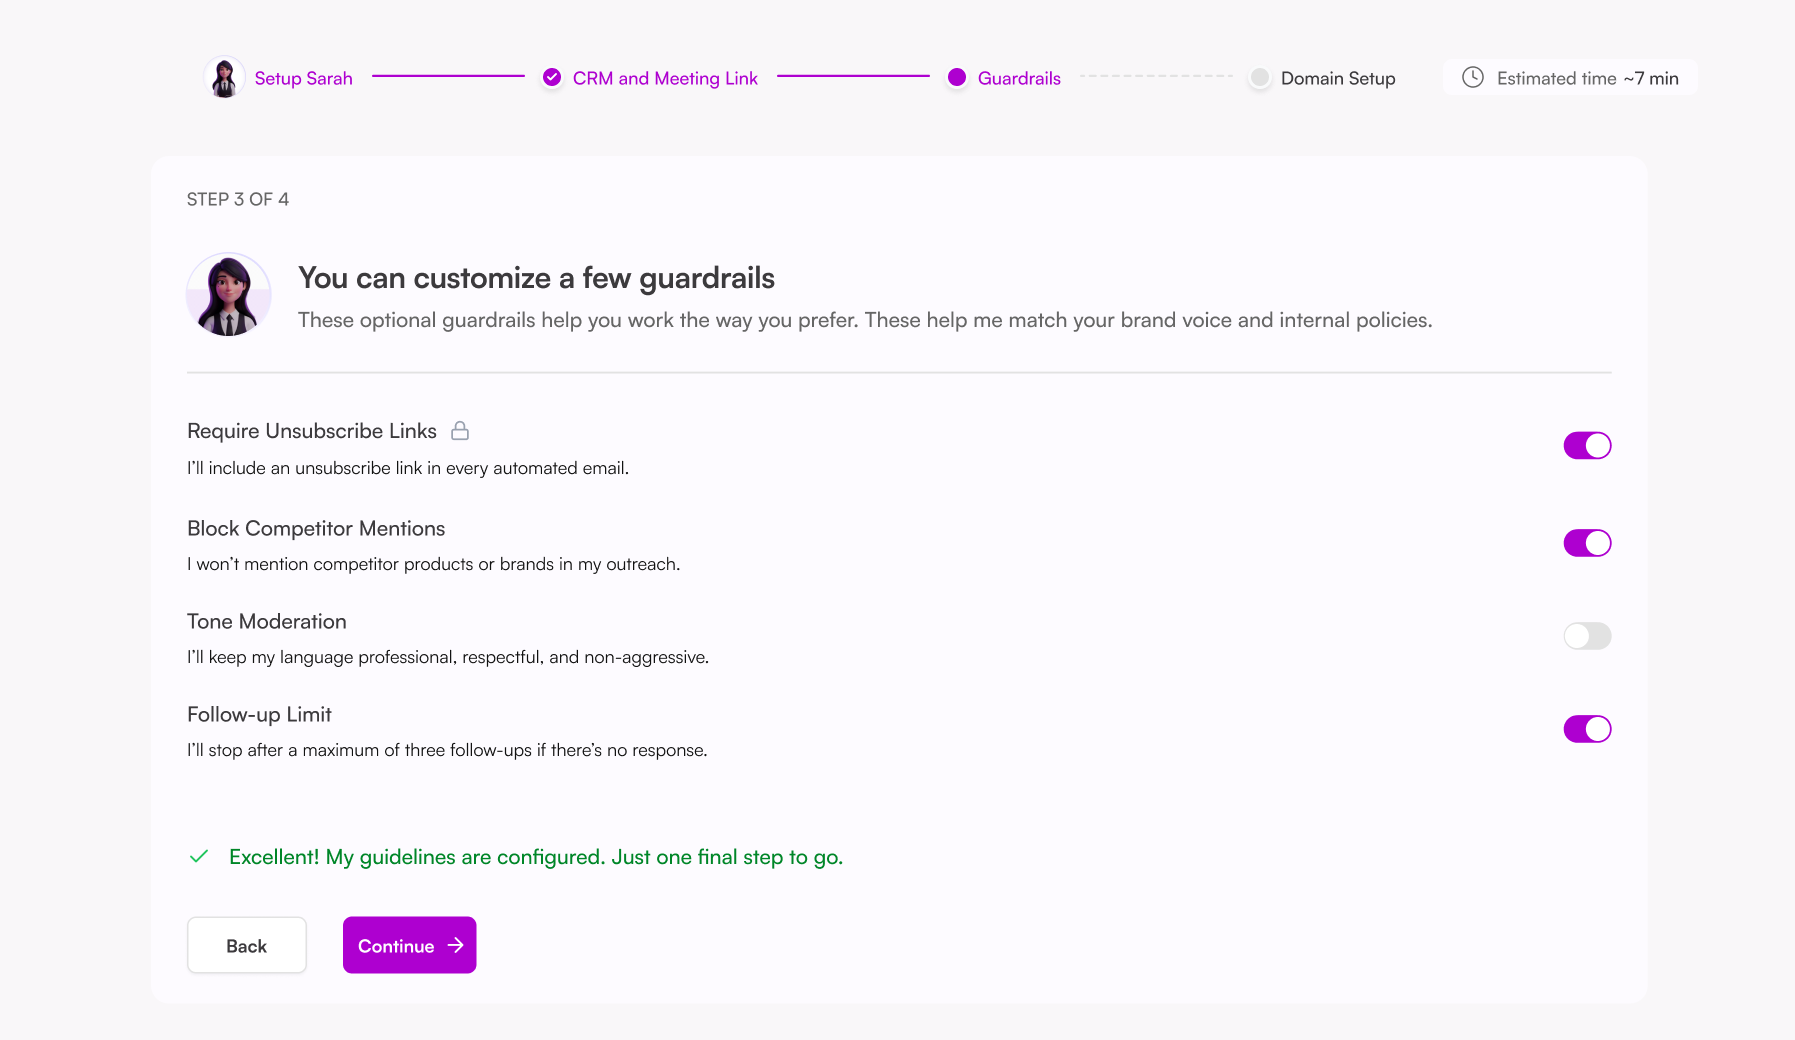 Setup Sarah
CRM and Meeting Link
Guardrails
Domain Setup
Estimated time ~7 min
STEP 3 OF 4
You can customize a few guardrails
These optional guardrails help you work the way you prefer. These help me match your brand voice and internal policies.
Require Unsubscribe Links
I’ll include an unsubscribe link in every automated email.
Block Competitor Mentions
I won’t mention competitor products or brands in my outreach.
Tone Moderation
I’ll keep my language professional, respectful, and non-aggressive.
Follow-up Limit
I’ll stop after a maximum of three follow-ups if there’s no response.
Excellent! My guidelines are configured. Just one final step to go.
Back
Continue